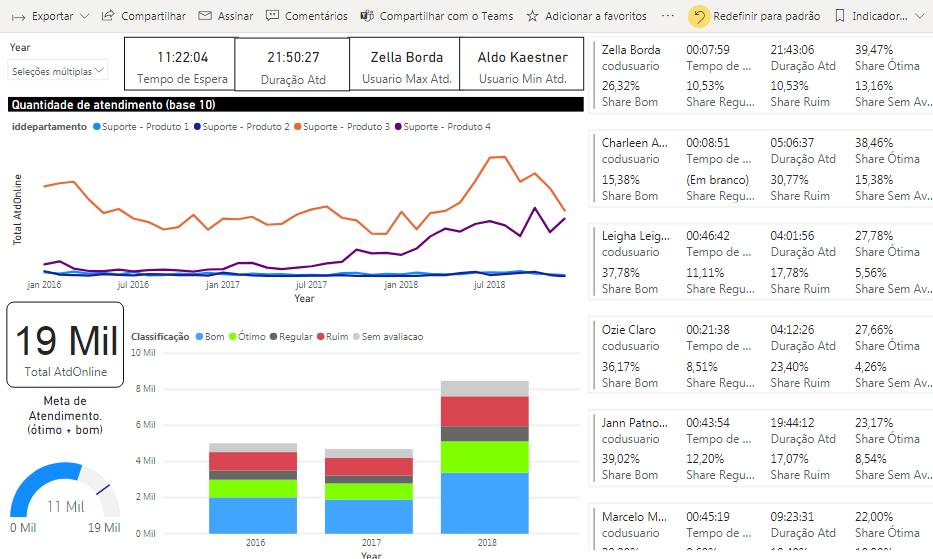 Exportar
Compartilhar
Assinar
Comentários
Compartilhar com o Teams
Adicionar a favoritos
...
Redefinir para padrão
Indicador...
Year
Seleções múltiplas
11:22:04
Tempo de Espera
21:50:27
Duração Atd
Zella Borda
Usuario Max Atd.
Aldo Kaestner
Usuario Min Atd.
Quantidade de atendimento (base 10)
iddepartamento Suporte - Produto 1 Suporte - Produto 2 Suporte - Produto 3 Suporte - Produto 4
Total AtdOnline
jan 2016 jul 2016 jan 2017 jul 2017 jan 2018 jul 2018
Year
19 Mil
Total AtdOnline
Meta de
Atendimento.
(ótimo + bom)
11 Mil
0 Mil 19 Mil
Classificação Bom Ótimo Regular Ruim Sem avaliacao
10 Mil
8 Mil
6 Mil
4 Mil
2 Mil
0 Mil
2016 2017 2018
Year
Zella Borda 00:07:59 21:43:06 39,47%
codusuario Tempo de ... Duração Atd Share Ótima
26,32% 10,53% 10,53% 13,16%
Share Bom Share Regu... Share Ruim Share Sem Av...
Charleen A... 00:08:51 05:06:37 38,46%
codusuario Tempo de ... Duração Atd Share Ótima
15,38% (Em branco) 30,77% 15,38%
Share Bom Share Regu... Share Ruim Share Sem Av...
Leigha Leig... 00:46:42 04:01:56 27,78%
codusuario Tempo de ... Duração Atd Share Ótima
37,78% 11,11% 17,78% 5,56%
Share Bom Share Regu... Share Ruim Share Sem Av...
Ozie Claro 00:21:38 04:12:26 27,66%
codusuario Tempo de ... Duração Atd Share Ótima
36,17% 8,51% 23,40% 4,26%
Share Bom Share Regu... Share Ruim Share Sem Av...
Jann Patno... 00:43:54 19:44:12 23,17%
codusuario Tempo de ... Duração Atd Share Ótima
39,02% 12,20% 17,07% 8,54%
Share Bom Share Regu... Share Ruim Share Sem Av...
Marcelo M... 00:45:19 09:23:31 22,00%
codusuario Tempo de ... Duração Atd Share Ótima